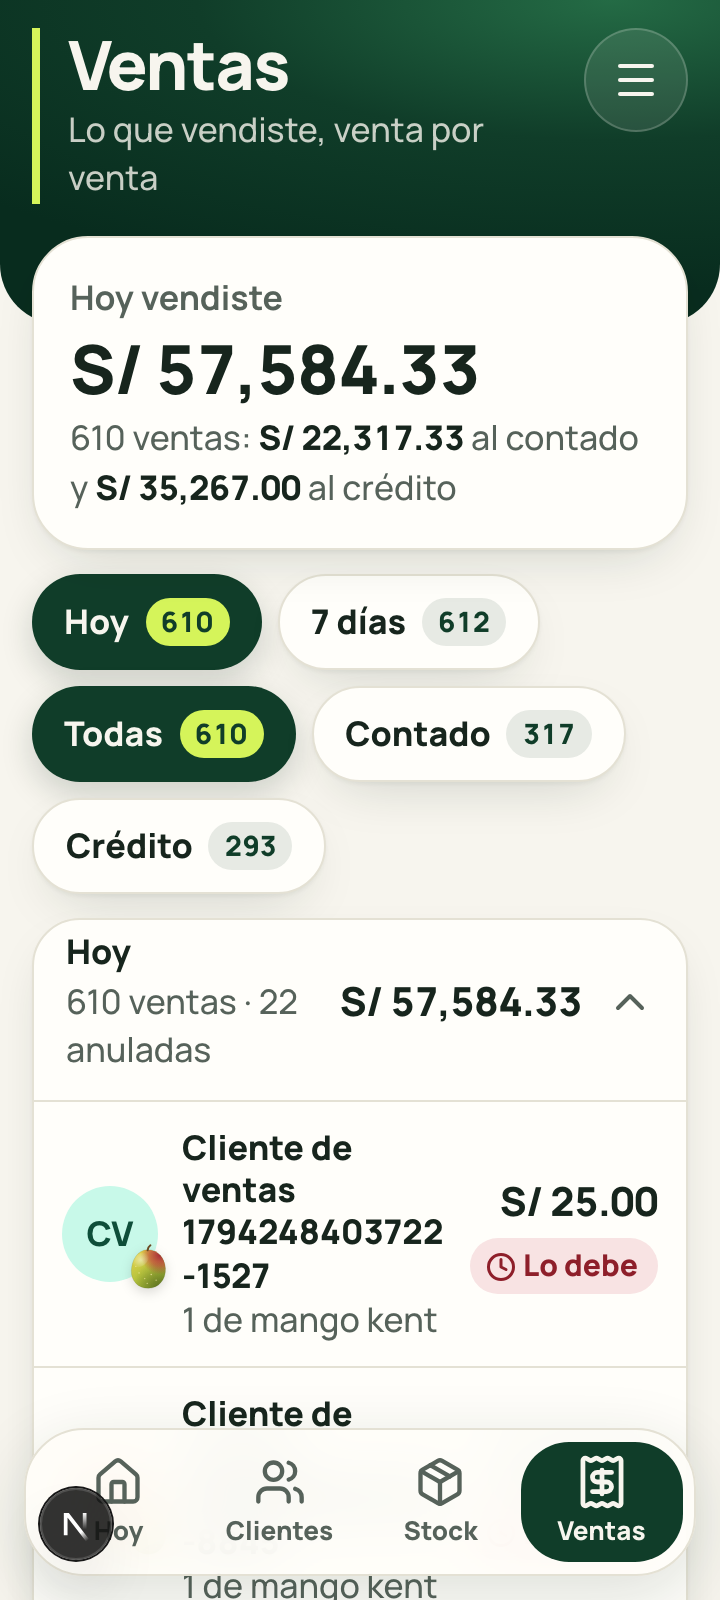 Ventas
Lo que vendiste, venta por
venta
Hoy vendiste
S/ 57,584.33
610 ventas: S/ 22,317.33 al contado
y S/ 35,267.00 al crédito
Hoy 610
7 días 612
Todas 610
Contado 317
Crédito 293
Hoy
610 ventas · 22
anuladas
S/ 57,584.33
CV
Cliente de
ventas
1794248403722
-1527
1 de mango kent
S/ 25.00
Lo debe
Cliente de
1 de mango kent
N
Hoy
Clientes
Stock
Ventas